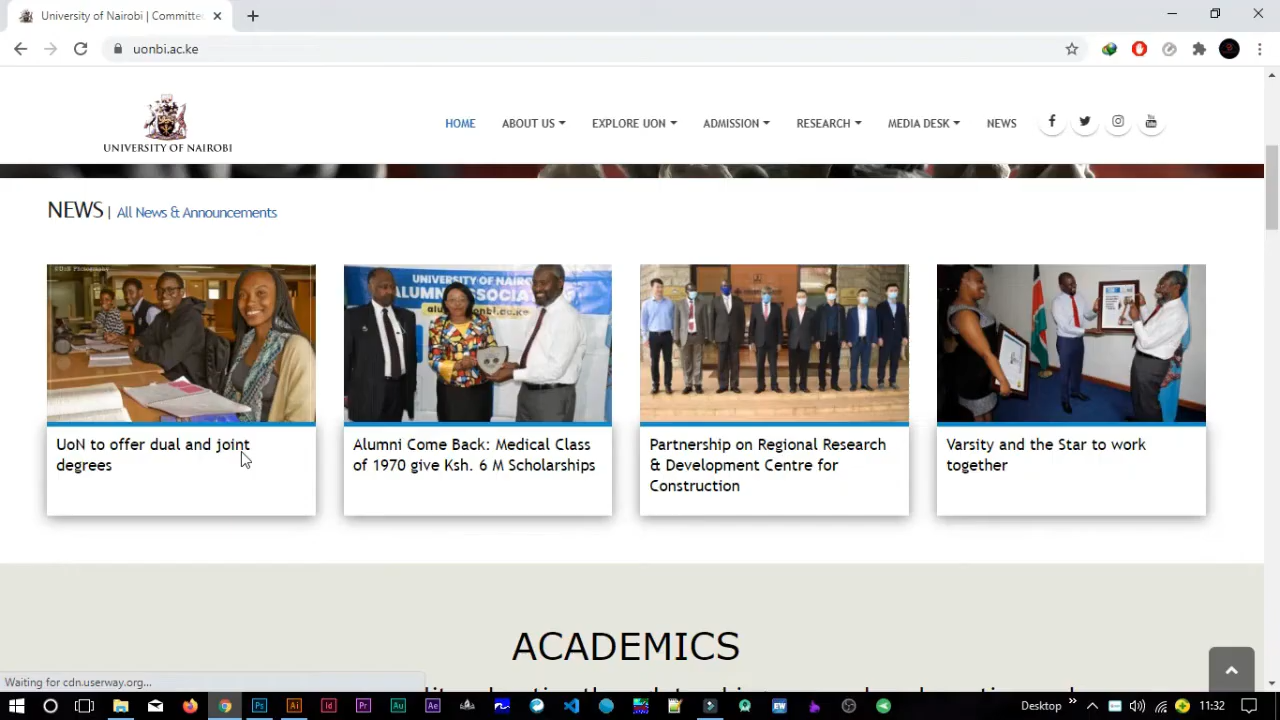 University of Nairobi | Committe
uonbi.ac.ke
UNIVERSITY OF NAIROBI
HOME ABOUT US EXPLORE UON ADMISSION RESEARCH MEDIA DESK NEWS
NEWS | All News & Announcements
UNIVERSITY OF NAIRO
ALUMNI ASSOCIAT
UoN to offer dual and joint
degrees
Alumni Come Back: Medical Class
of 1970 give Ksh. 6 M Scholarships
Partnership on Regional Research
& Development Centre for
Construction
Varsity and the Star to work
together
ACADEMICS
Waiting for cdn.userway.org...
Desktop
11:32